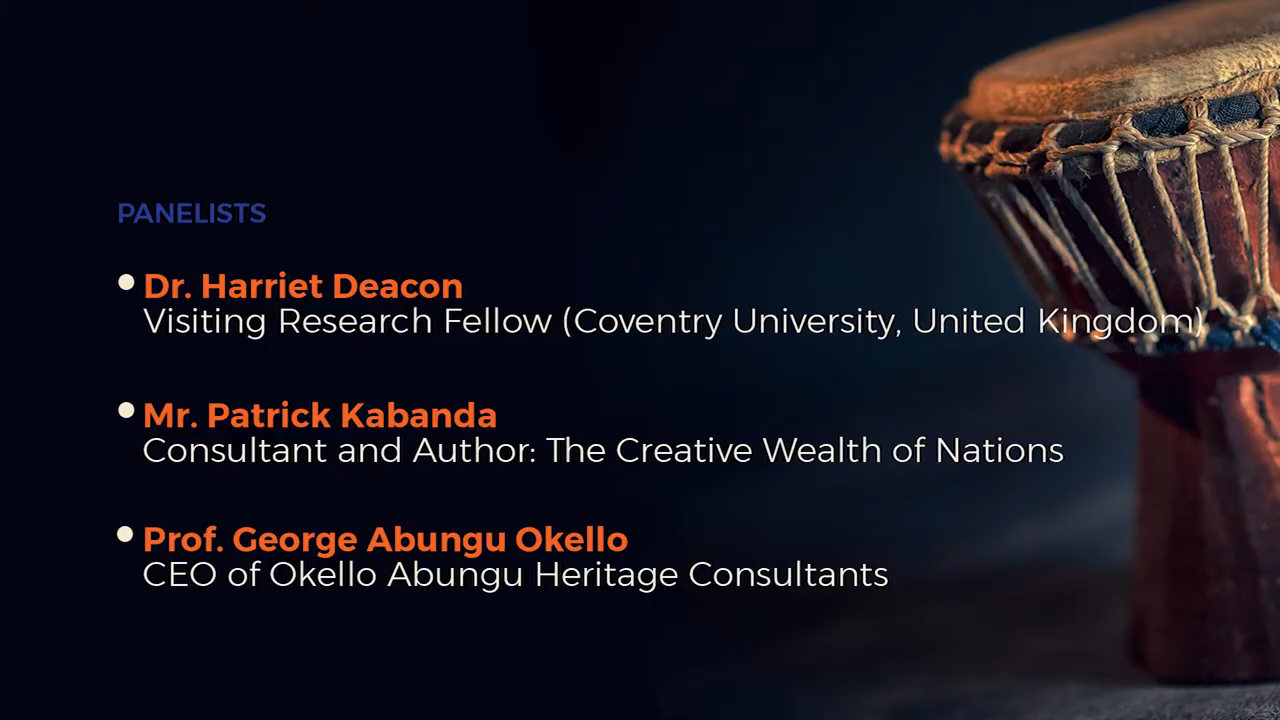 PANELISTS
Dr. Harriet Deacon
Visiting Research Fellow (Coventry University, United Kingdom)
Mr. Patrick Kabanda
Consultant and Author: The Creative Wealth of Nations
Prof. George Abungu Okello
CEO of Okello Abungu Heritage Consultants